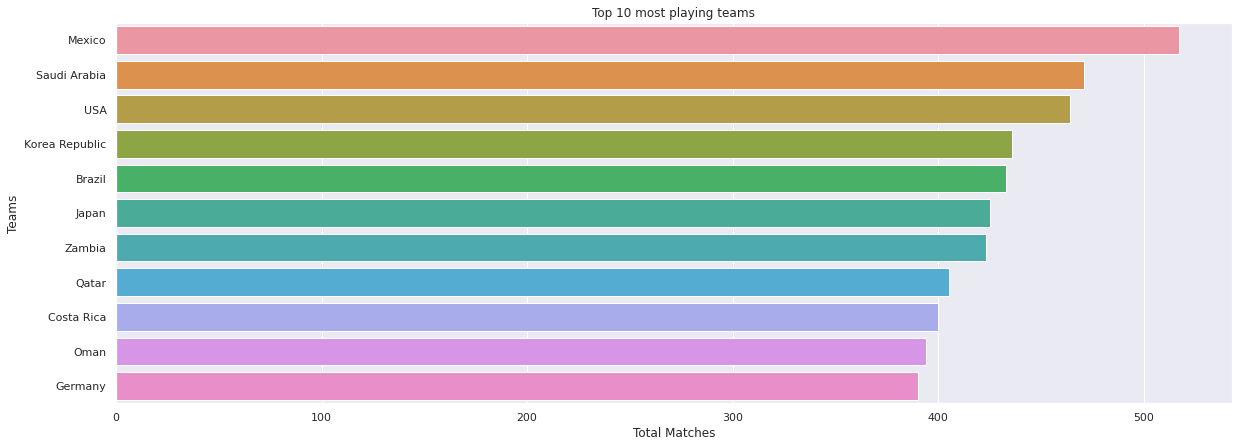 Top 10 most playing teams
Teams
Mexico
Saudi Arabia
USA
Korea Republic
Brazil
Japan
Zambia
Qatar
Costa Rica
Oman
Germany
0 100 200 300 400 500
Total Matches